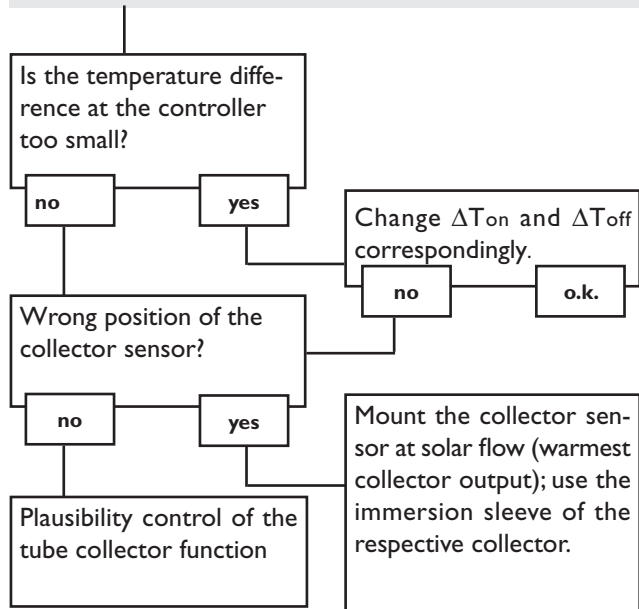 Is the temperature diffe-
rence at the controller
too small?
no
yes
Change ΔTon and ΔToff
correspondingly.
no
o.k.
Wrong position of the
collector sensor?
no
yes
Mount the collector sen-
sor at solar flow (warmest
collector output); use the
immersion sleeve of the
respective collector.
Plausibility control of the
tube collector function